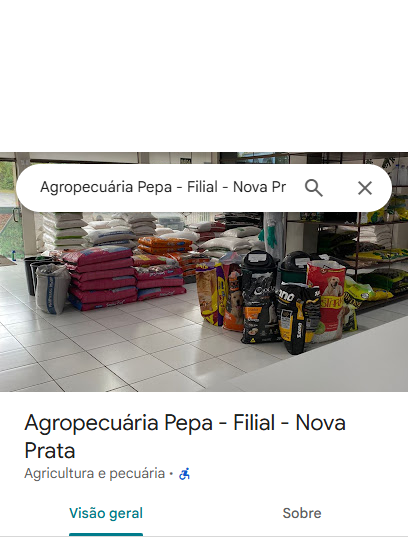 Agropecuária Pepa - Filial - Nova Pr
Agropecuária Pepa - Filial - Nova
Prata
Agricultura e pecuária •
Visão geral
Sobre